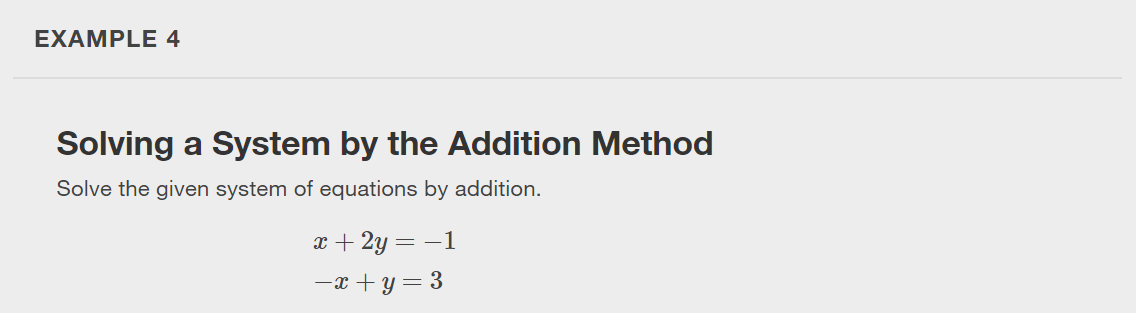 EXAMPLE 4
Solving a System by the Addition Method
Solve the given system of equations by addition.
x + 2y = −1
−x + y = 3